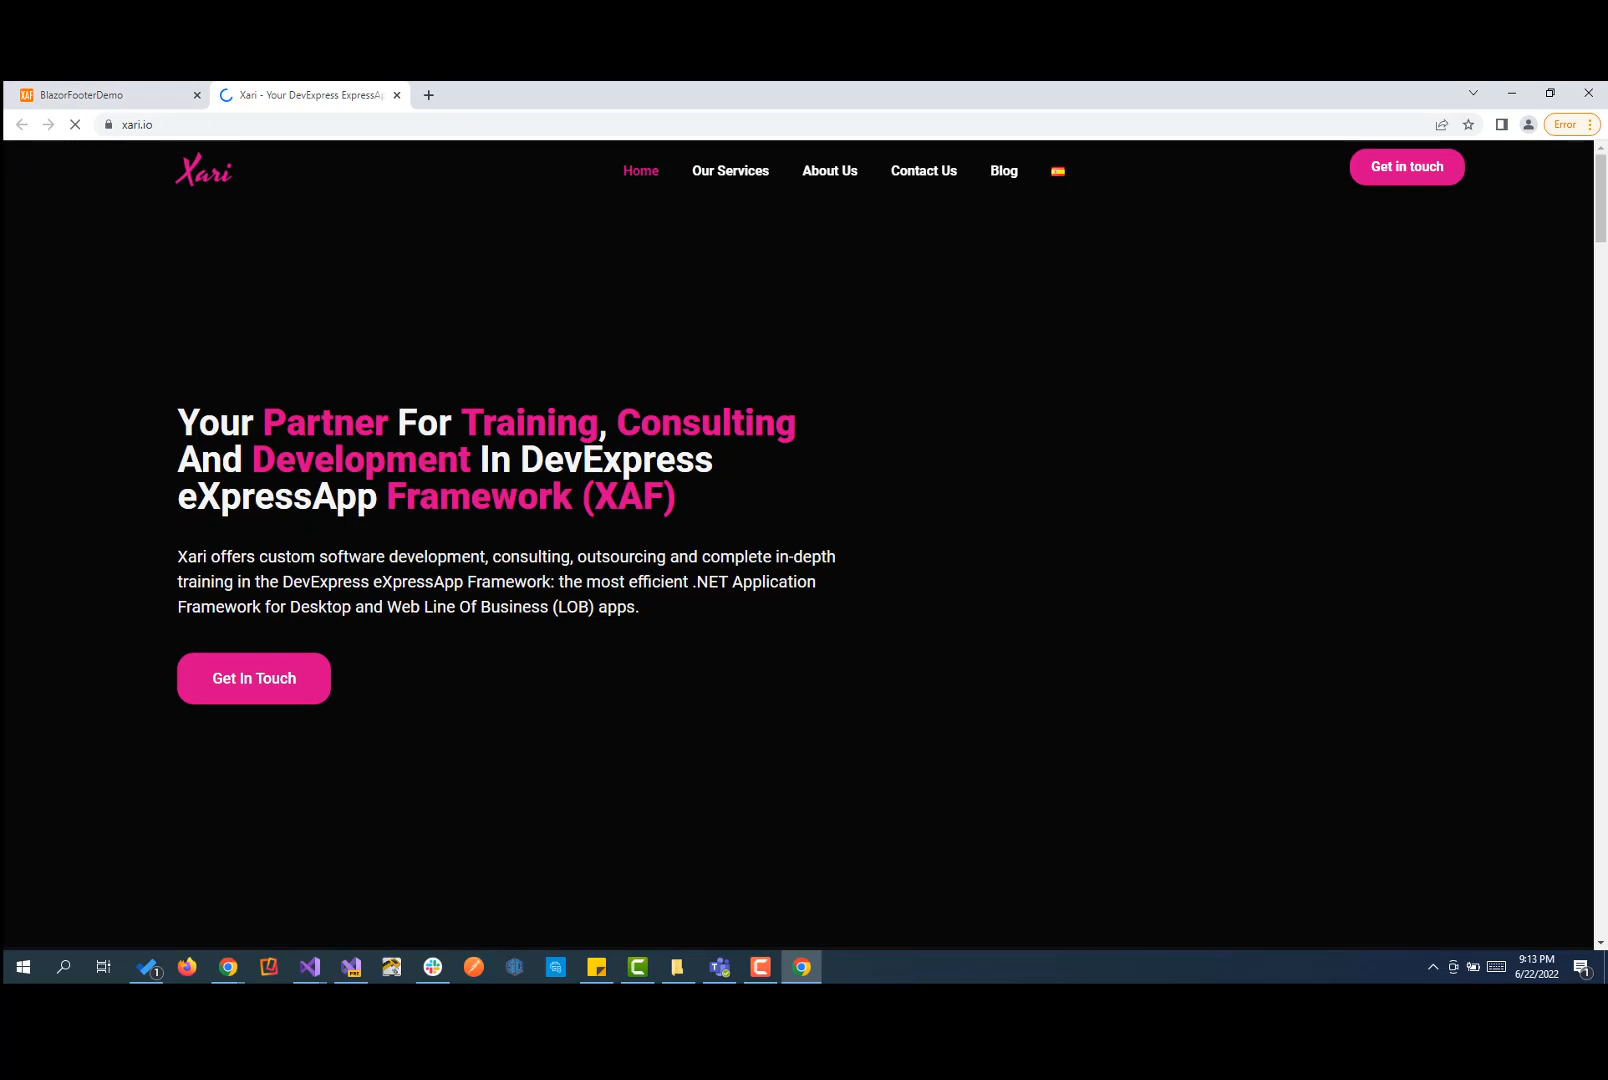 BlazorFooterDemo
Xari - Your DevExpress ExpressA
xari.io
Error
Xari
Home
Our Services
About Us
Contact Us
Blog
Get in touch
Your Partner For Training, Consulting
And Development In DevExpress
eXpressApp Framework (XAF)
Xari offers custom software development, consulting, outsourcing and complete in-depth
training in the DevExpress eXpressApp Framework: the most efficient .NET Application
Framework for Desktop and Web Line Of Business (LOB) apps.
Get In Touch
9:13 PM
6/22/2022